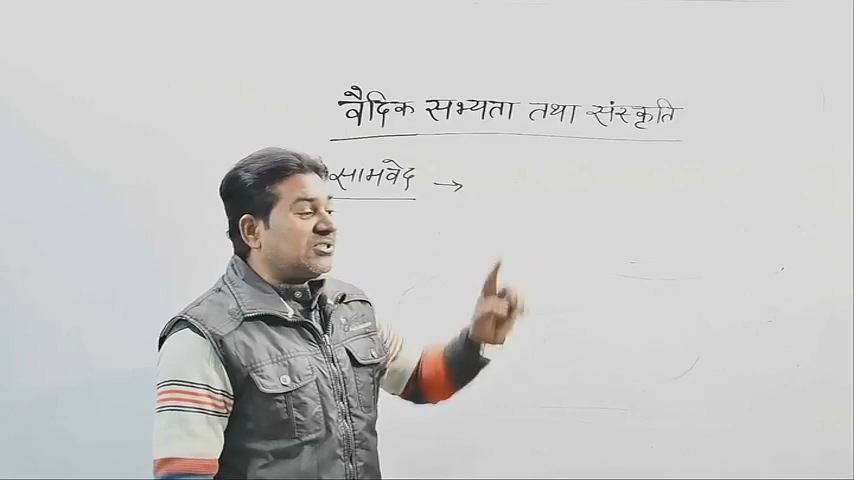 वैदिक सभ्यता तथा संस्कृति
सामवेद →